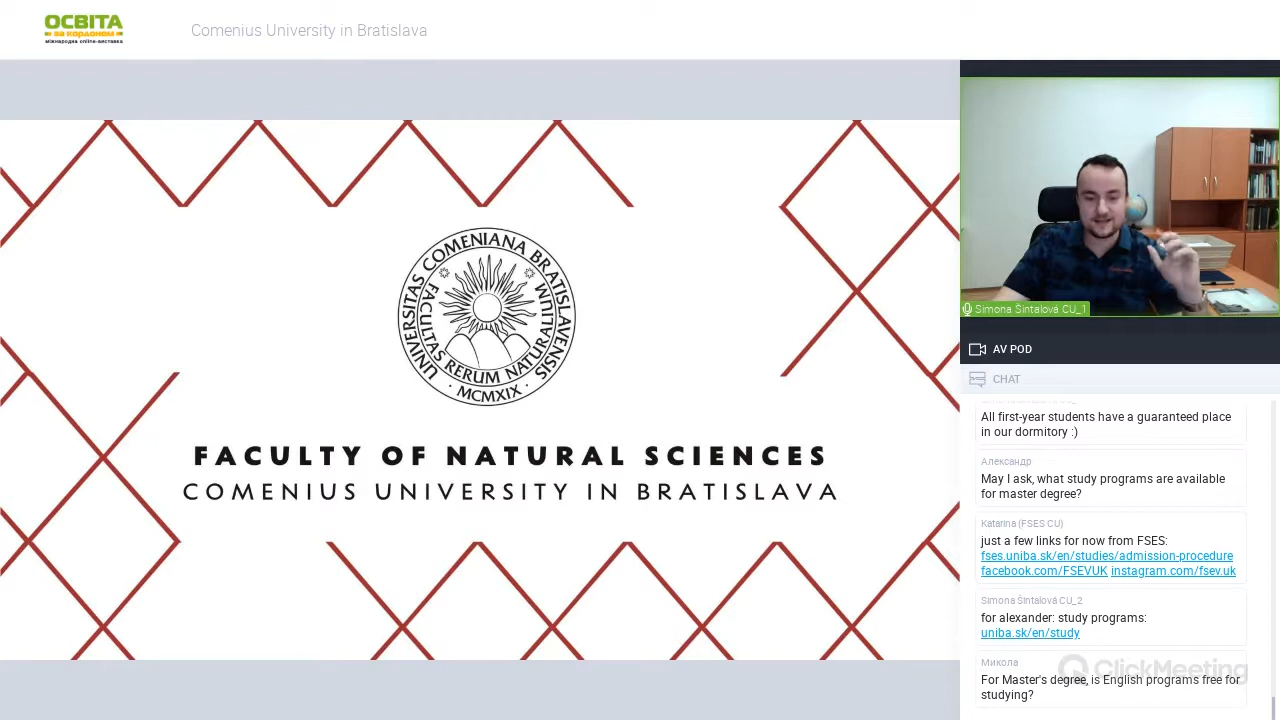 ОСВІТА
за кордоном
міжнародна online-виставка
Comenius University in Bratislava
UNIVERSITAS COMENIANA BRATISLAVENSIS
FACULTAS RERUM NATURALIUM
· MCMXIX ·
FACULTY OF NATURAL SCIENCES
COMENIUS UNIVERSITY IN BRATISLAVA
Simona Šintalová CU_1
AV POD
CHAT
All first-year students have a guaranteed place
in our dormitory :)
Александр
May I ask, what study programs are available
for master degree?
Katarina (FSES CU)
just a few links for now from FSES:
fses.uniba.sk/en/studies/admission-procedure
facebook.com/FSEVUK instagram.com/fsev.uk
Simona Šintalová CU_2
for alexander: study programs:
uniba.sk/en/study
Микола
ClickMeeting
For Master's degree, is English programs free for
studying?